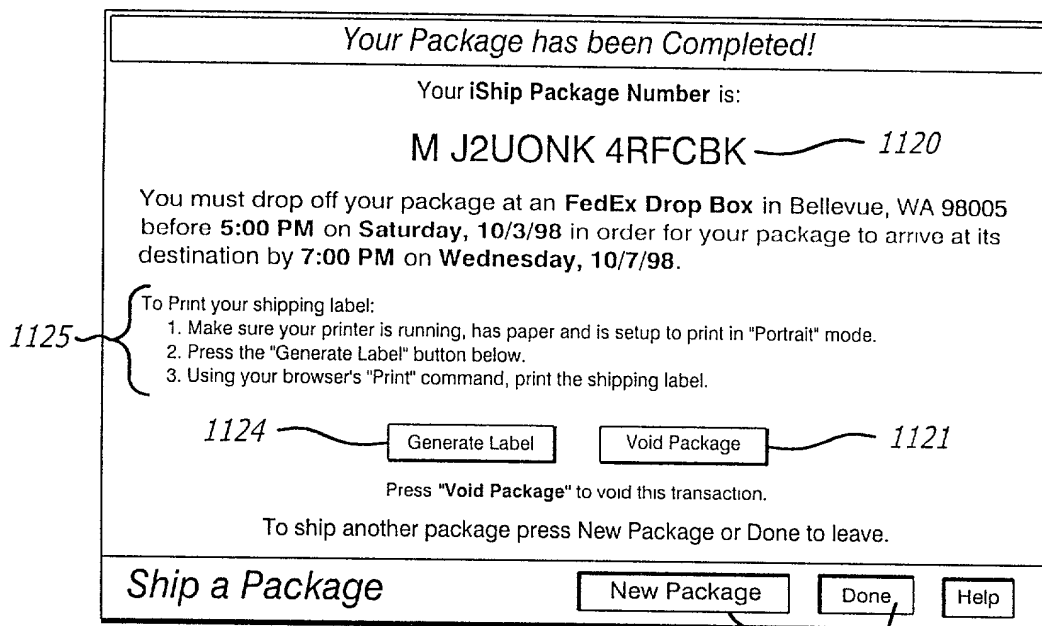 Your Package has been Completed!
Your iShip Package Number is:
M J2UONK 4RFCBK
1120
You must drop off your package at an FedEx Drop Box in Bellevue, WA 98005
before 5:00 PM on Saturday, 10/3/98 in order for your package to arrive at its
destination by 7:00 PM on Wednesday, 10/7/98.
1125
To Print your shipping label:
1. Make sure your printer is running, has paper and is setup to print in "Portrait" mode.
2. Press the "Generate Label" button below.
3. Using your browser's "Print" command, print the shipping label.
1124
Generate Label
Void Package
1121
Press "Void Package" to void this transaction.
To ship another package press New Package or Done to leave.
Ship a Package
New Package
Done
Help